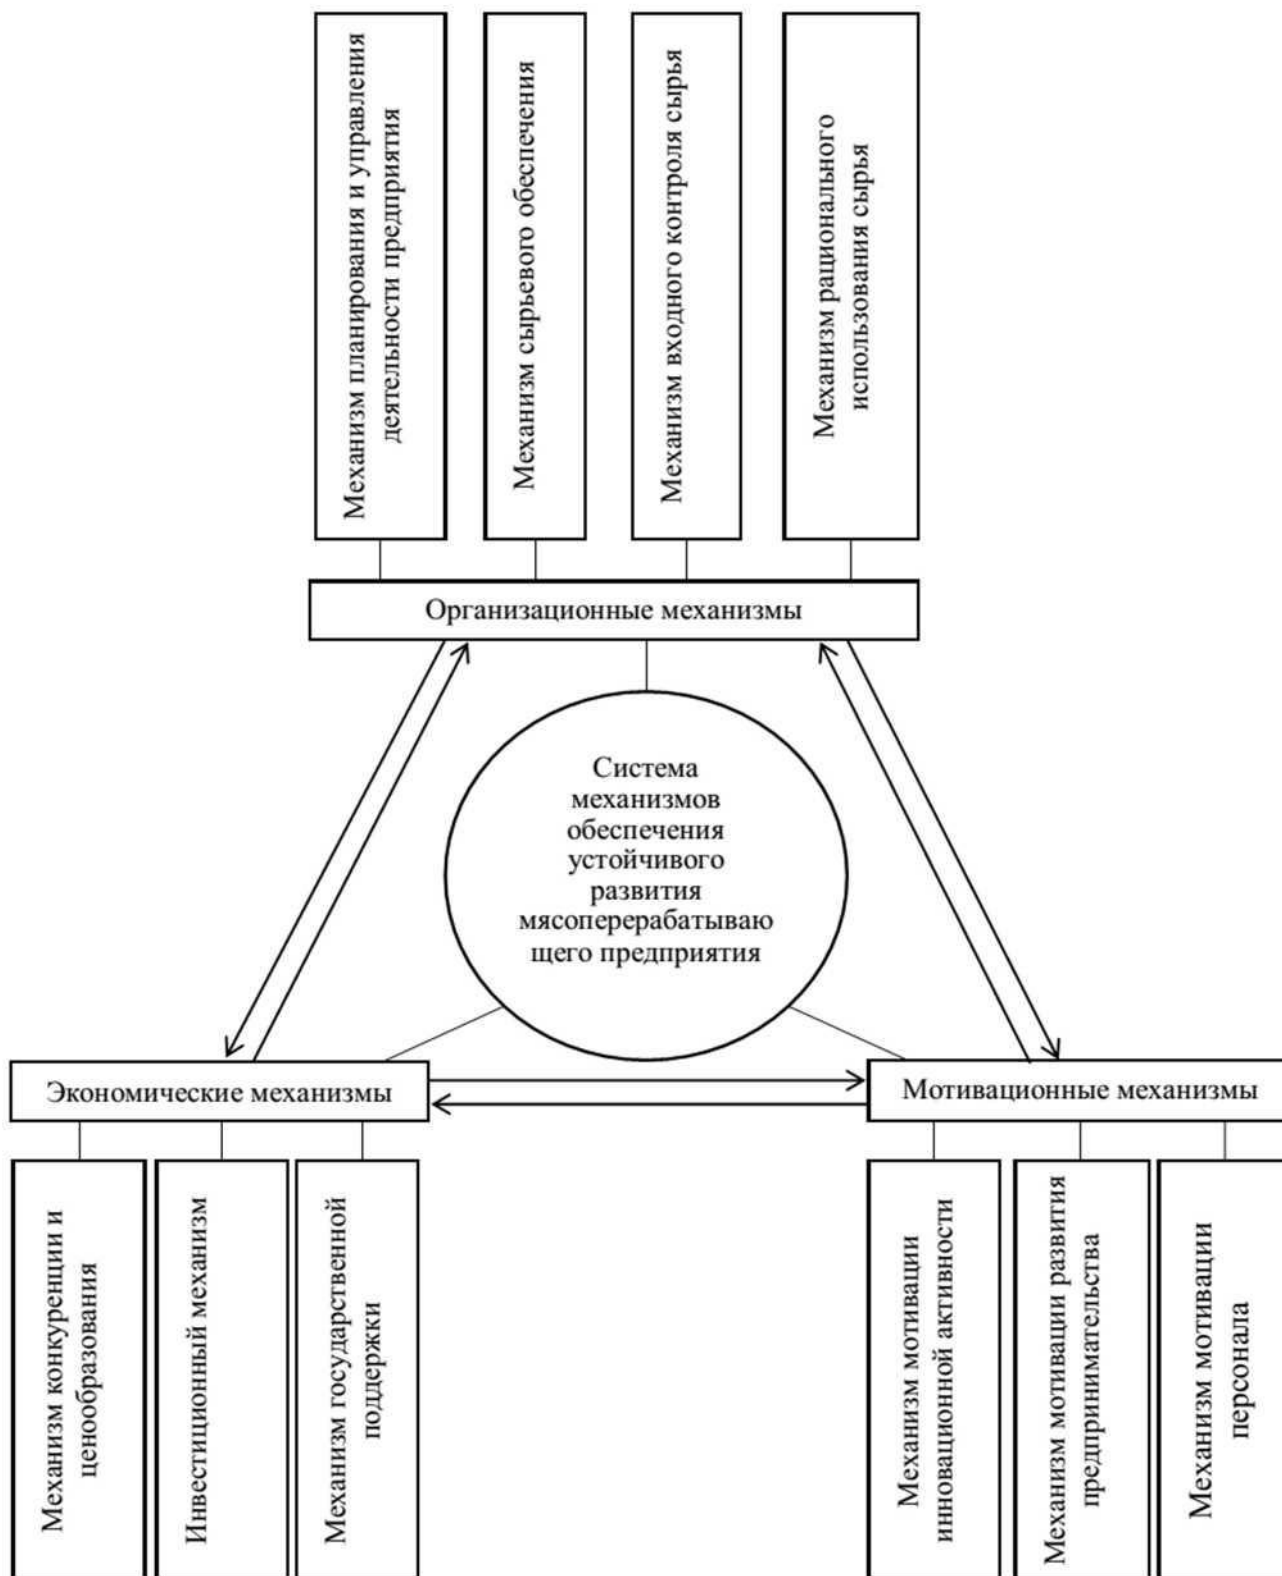 Механизм планирования и управления
деятельности предприятия
Механизм сырьевого обеспечения
Механизм входного контроля сырья
Механизм рационального
использования сырья
Организационные механизмы
Система
механизмов
обеспечения
устойчивого
развития
мясоперерабатываю
щего предприятия
Экономические механизмы
Мотивационные механизмы
Механизм конкуренции и
ценообразования
Инвестиционный механизм
Механизм государственной
поддержки
Механизм мотивации
инновационной активности
Механизм мотивации развития
предпринимательства
Механизм мотивации
персонала